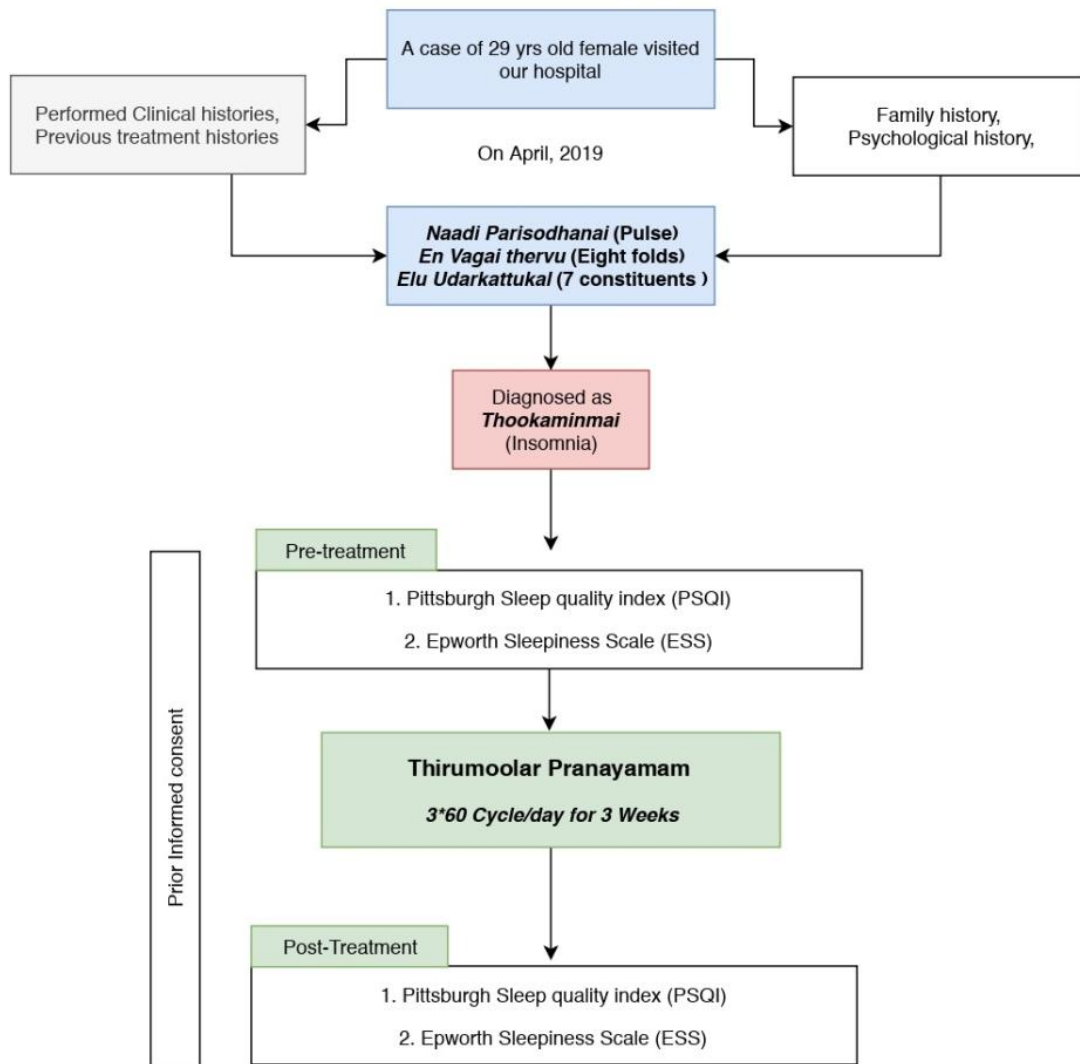 A case of 29 yrs old female visited
our hospital
Performed Clinical histories,
Previous treatment histories
Family history,
Psychological history,
On April, 2019
Naadi Parisodhanai (Pulse)
En Vagai thervu (Eight folds)
Elu Udarkattukal (7 constituents )
Diagnosed as
Thookaminmai
(Insomnia)
Prior Informed consent
Pre-treatment
1. Pittsburgh Sleep quality index (PSQI)
2. Epworth Sleepiness Scale (ESS)
Thirumoolar Pranayamam
3*60 Cycle/day for 3 Weeks
Post-Treatment
1. Pittsburgh Sleep quality index (PSQI)
2. Epworth Sleepiness Scale (ESS)